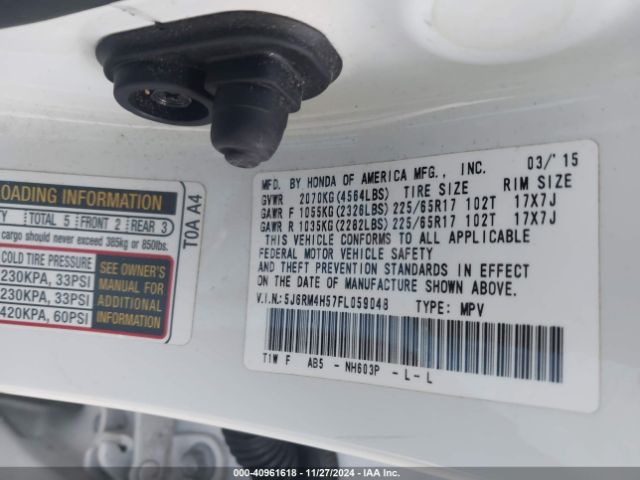 MFD. BY HONDA OF AMERICA MFG., INC. 03/'15
GVWR 2070KG(4564LBS) TIRE SIZE RIM SIZE
GAWR F 1055KG(2326LBS) 225/65R17 102T 17X7J
GAWR R 1035KG(2282LBS) 225/65R17 102T 17X7J
THIS VEHICLE CONFORMS TO ALL APPLICABLE
FEDERAL MOTOR VEHICLE SAFETY
AND THEFT PREVENTION STANDARDS IN EFFECT
ON THE DATE OF MANUFACTURE SHOWN ABOVE.
V.I.N:5J6RM4H57FL059048 TYPE: MPV
T1W F AB5 - NH603P - L - L
LOADING INFORMATION
TOTAL 5 FRONT 2 REAR 3
cargo should never exceed 385kg or 850lbs.
COLD TIRE PRESSURE
230KPA, 33PSI
230KPA, 33PSI
420KPA, 60PSI
SEE OWNER'S
MANUAL FOR
ADDITIONAL
INFORMATION
T0A A4
000-40961618 - 11/27/2024 - IAA Inc.